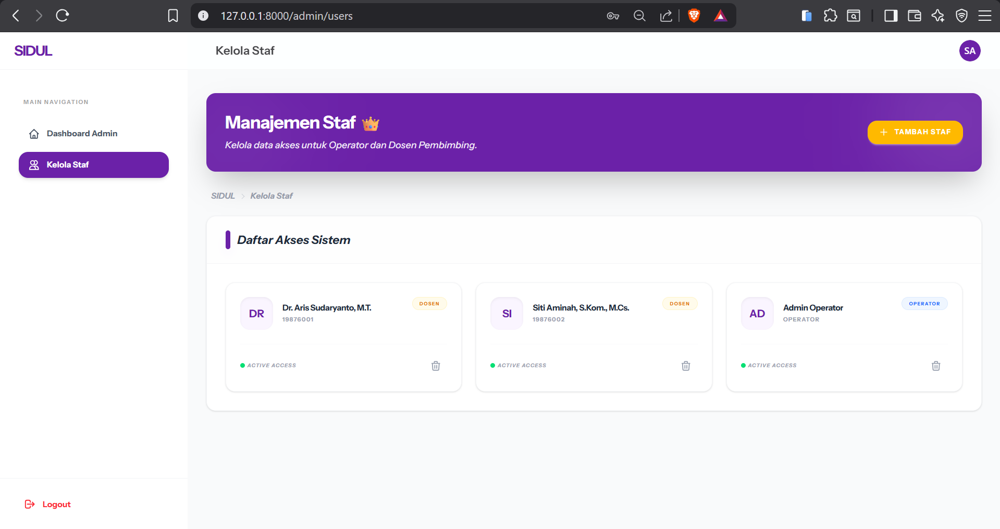 127.0.0.1:8000/admin/users
SIDUL
Kelola Staf
SA
MAIN NAVIGATION
Dashboard Admin
Kelola Staf
Manajemen Staf
Kelola data akses untuk Operator dan Dosen Pembimbing.
TAMBAH STAF
SIDUL > Kelola Staf
Daftar Akses Sistem
DR
Dr. Aris Sudaryanto, M.T.
19876001
DOSEN
ACTIVE ACCESS
SI
Siti Aminah, S.Kom., M.Cs.
19876002
DOSEN
ACTIVE ACCESS
AD
Admin Operator
OPERATOR
OPERATOR
ACTIVE ACCESS
Logout